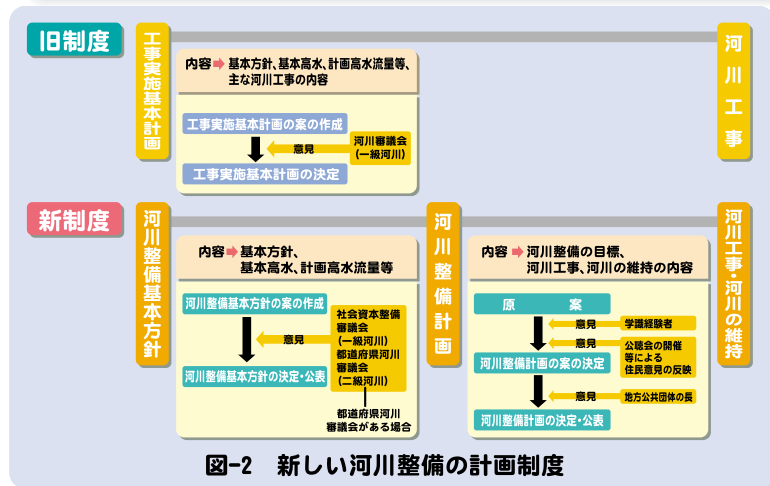 旧制度
工事実施基本計画
内容➡基本方針、基本高水、計画高水流量等、
主な河川工事の内容
工事実施基本計画の案の作成
意見
河川審議会
(一級河川)
工事実施基本計画の決定
河川工事
新制度
河川整備基本方針
内容➡基本方針、
基本高水、計画高水流量等
河川整備基本方針の案の作成
意見
社会資本整備
審議会
(一級河川)
都道府県河川
審議会
(二級河川)
河川整備基本方針の決定・公表
都道府県河川
審議会がある場合
河川整備計画
内容➡河川整備の目標、
河川工事、河川の維持の内容
原案
意見
学識経験者
意見
公聴会の開催
等による
住民意見の反映
河川整備計画の案の決定
意見
地方公共団体の長
河川整備計画の決定・公表
河川工事・河川の維持
図-2 新しい河川整備の計画制度